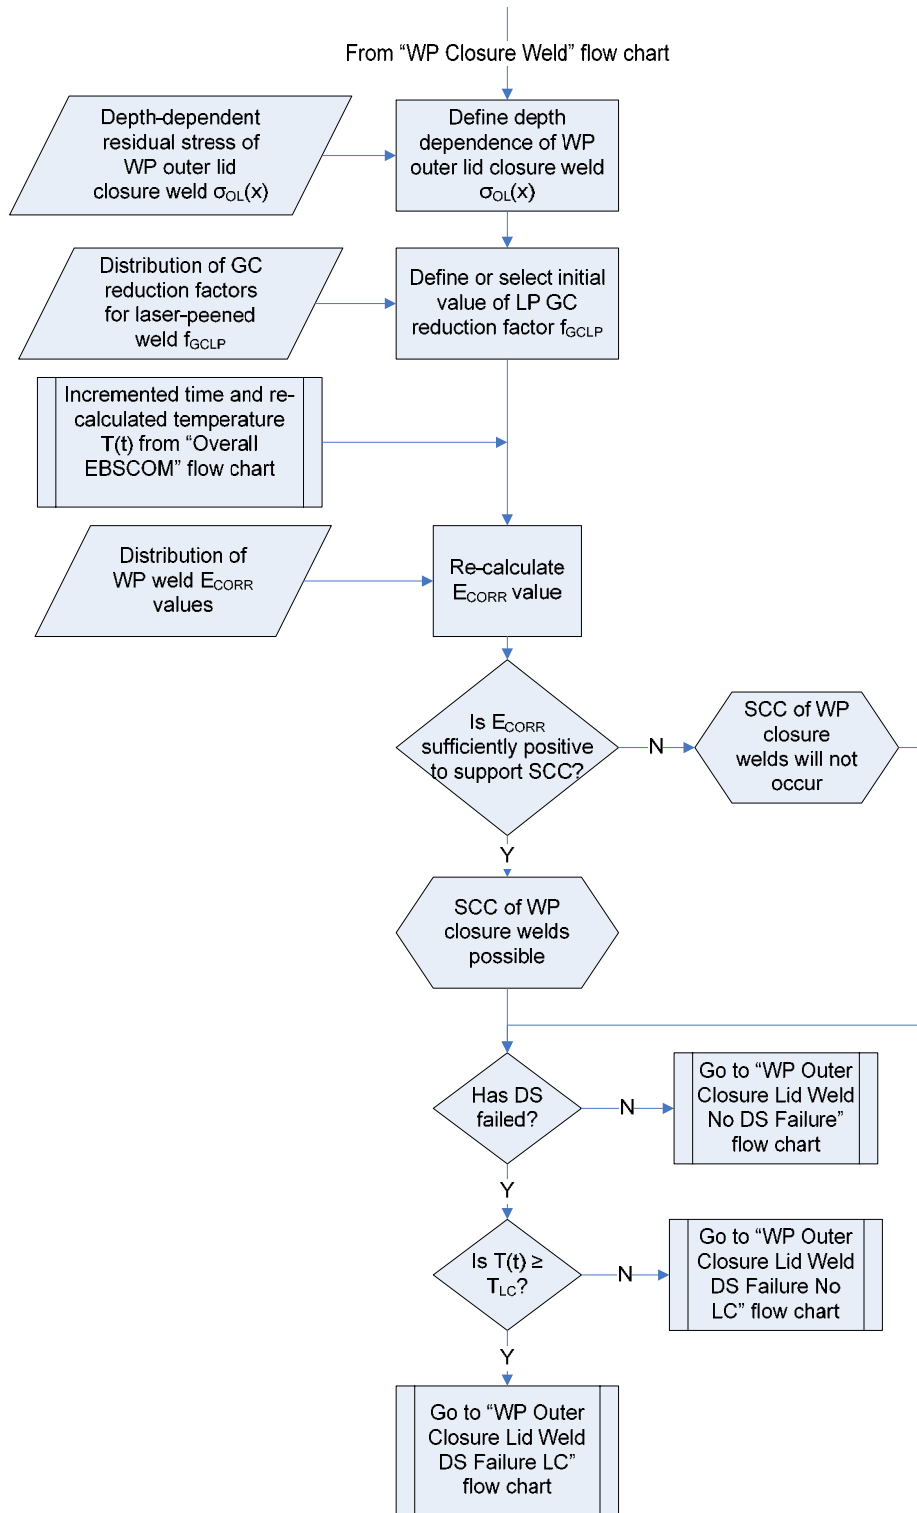 From “WP Closure Weld” flow chart
Depth-dependent
residual stress of
WP outer lid
closure weld σOL(x)
Define depth
dependence of WP
outer lid closure weld
σOL(x)
Distribution of GC
reduction factors
for laser-peened
weld fGCLP
Define or select initial
value of LP GC
reduction factor fGCLP
Incremented time and re-
calculated temperature
T(t) from “Overall
EBSCOM” flow chart
Distribution of
WP weld ECORR
values
Re-calculate
ECORR value
Is ECORR
sufficiently positive
to support SCC?
N
SCC of WP
closure
welds will not
occur
Y
SCC of WP
closure welds
possible
Has DS
failed?
N
Go to “WP Outer
Closure Lid Weld
No DS Failure”
flow chart
Y
Is T(t) ≥
TLC?
N
Go to “WP Outer
Closure Lid Weld
DS Failure No
LC” flow chart
Y
Go to “WP Outer
Closure Lid Weld
DS Failure LC”
flow chart